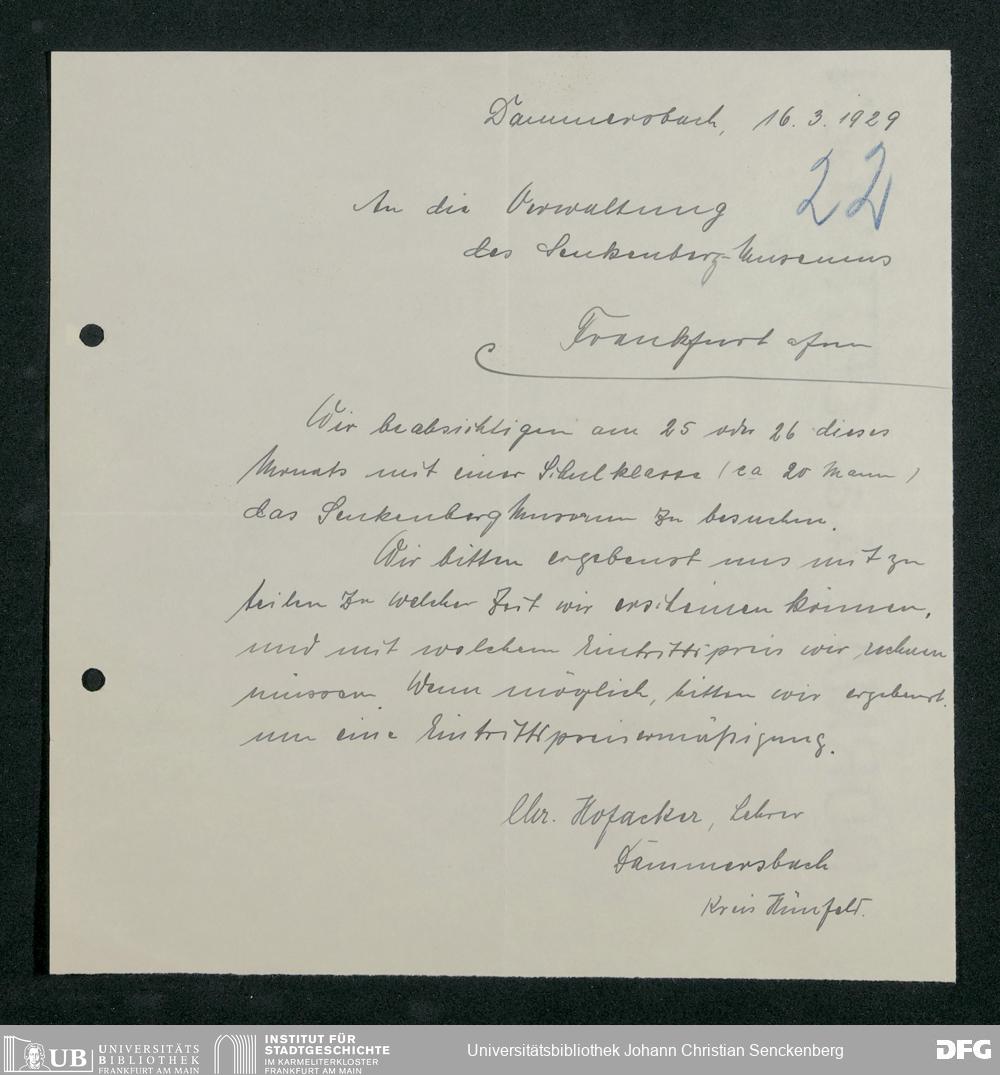 Dammersbach, 16. 3. 1929
22
An die Verwaltung
des Senkenberg-Museums
Frankfurt a/m
Wir beabsichtigen am 25 oder 26 dieses
Monats mit einer Schulklasse (ca 20 Mann)
das Senkenberg Museum zu besuchen.
Wir bitten ergebenst uns mit zu
teilen zu welcher Zeit wir erscheinen können,
und mit welchem Eintrittspreis wir rechnen
müssen. Wenn möglich, bitten wir ergebenst
um eine Eintrittspreisermäßigung.
Chr. Hofacker, Lehrer
Dammersbach
Kreis Hünfeld.
UB UNIVERSITÄTS
BIBLIOTHEK
FRANKFURT AM MAIN
INSTITUT FÜR
STADTGESCHICHTE
IM KARMELITERKLOSTER
FRANKFURT AM MAIN
Universitätsbibliothek Johann Christian Senckenberg
DFG